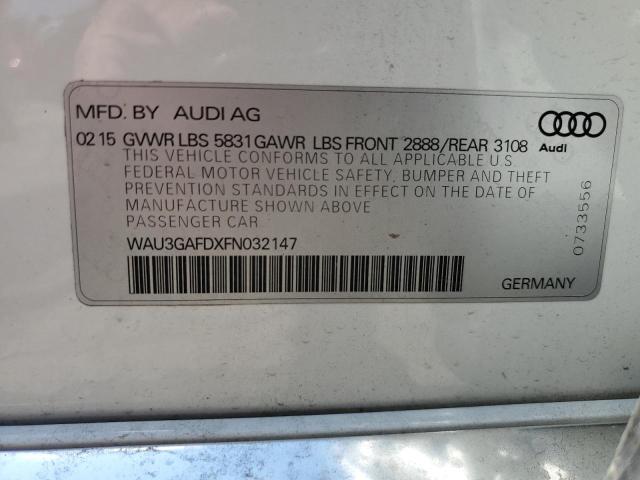 MFD. BY AUDI AG
02 15 GVWR LBS 5831 GAWR LBS FRONT 2888/REAR 3108
Audi
THIS VEHICLE CONFORMS TO ALL APPLICABLE U S
FEDERAL MOTOR VEHICLE SAFETY, BUMPER AND THEFT
PREVENTION STANDARDS IN EFFECT ON THE DATE OF
MANUFACTURE SHOWN ABOVE
PASSENGER CAR
WAU3GAFDXFN032147
0733556
GERMANY